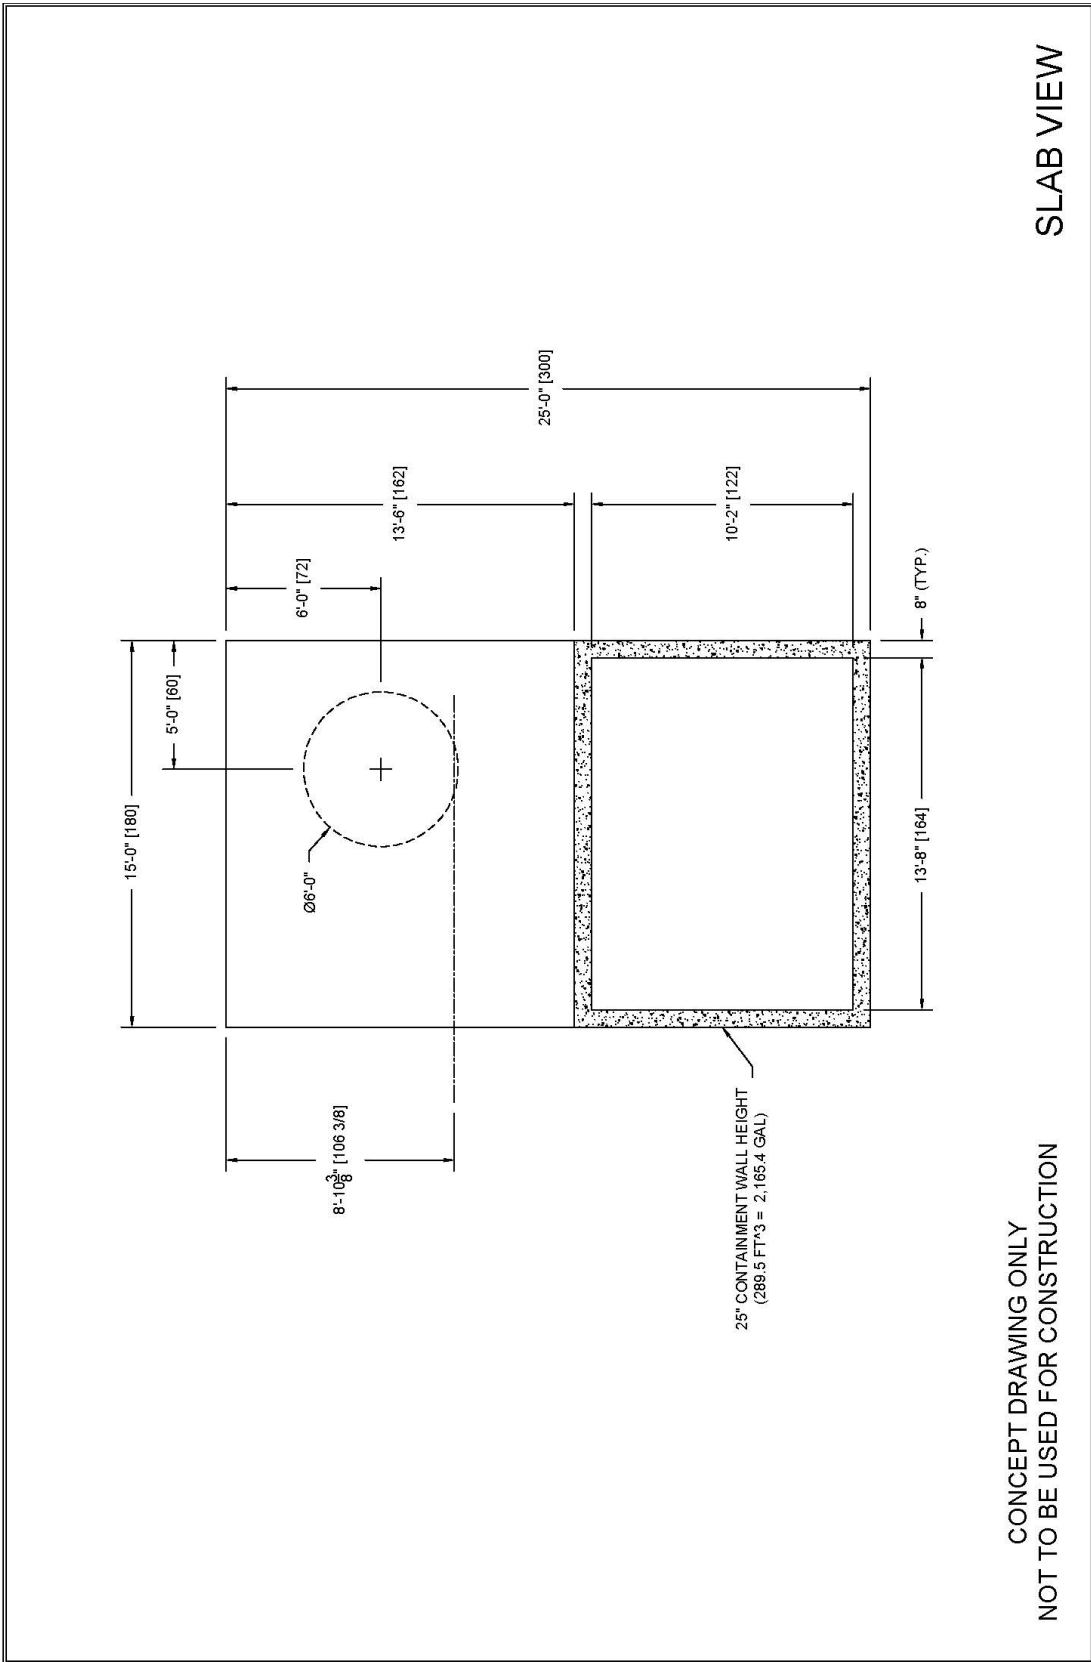 SLAB VIEW
25'-0" [300]
13'-6" [162]
10'-2" [122]
6'-0" [72]
8" (TYP.)
5'-0" [60]
15'-0" [180]
Ø6'-0"
13'-8" [164]
8'-10 3/8" [106 3/8]
25" CONTAINMENT WALL HEIGHT
(289.5 FT^3 = 2,165.4 GAL)
CONCEPT DRAWING ONLY
NOT TO BE USED FOR CONSTRUCTION